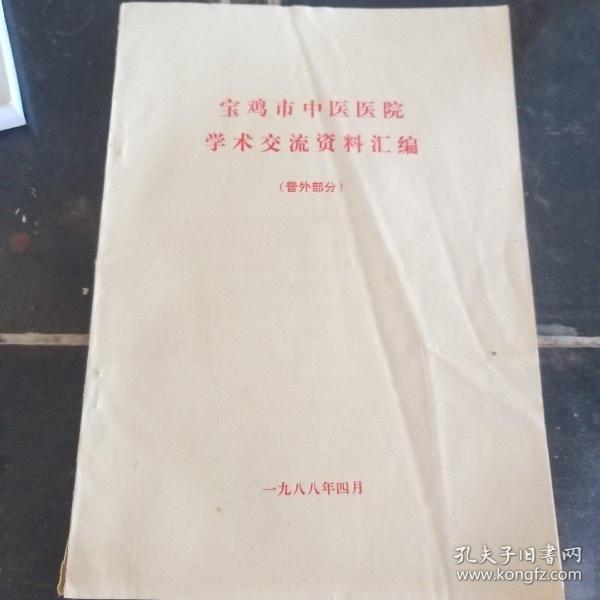 宝鸡市中医医院
学术交流资料汇编
（普外部分）
一九八八年四月
孔夫子旧书网
www.kongfz.com